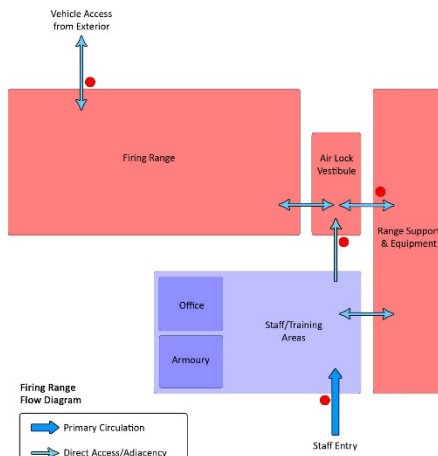 Vehicle Access
from Exterior
Firing Range
Air Lock
Vestibule
Range Support
& Equipment
Office
Staff/Training
Areas
Armoury
Firing Range
Flow Diagram
Primary Circulation
Direct Access/Adjacency
Staff Entry